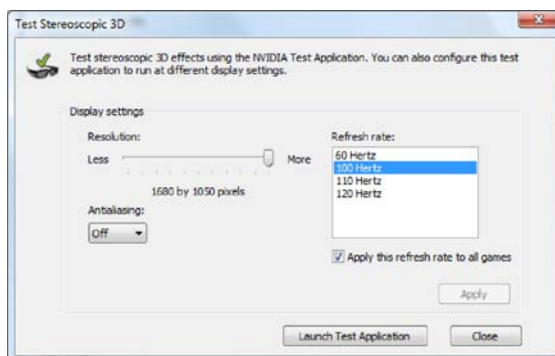 Test Stereoscopic 3D
Test stereoscopic 3D effects using the NVIDIA Test Application. You can also configure this test
application to run at different display settings.
Display settings
Resolution:
Less
More
1680 by 1050 pixels
Antialiasing:
Off
Refresh rate:
60 Hertz
100 Hertz
110 Hertz
120 Hertz
Apply this refresh rate to all games
Apply
Launch Test Application
Close